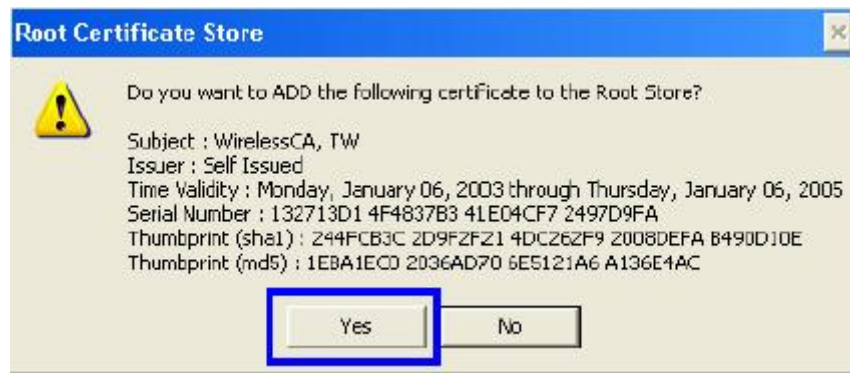 Root Certificate Store
Do you want to ADD the following certificate to the Root Store?
Subject : WirelessCA, TW
Issuer : Self Issued
Time Validity : Monday, January 06, 2003 through Thursday, January 06, 2005
Serial Number : 132713D1 4F4837B3 41E04CF7 2497D9FA
Thumbprint (sha1) : 244FCB3C 2D9F2F21 4DC262F9 2008DEFA B490D10E
Thumbprint (md5) : 1EBA1EC0 2036AD70 6E5121A6 A136E4AC
Yes No